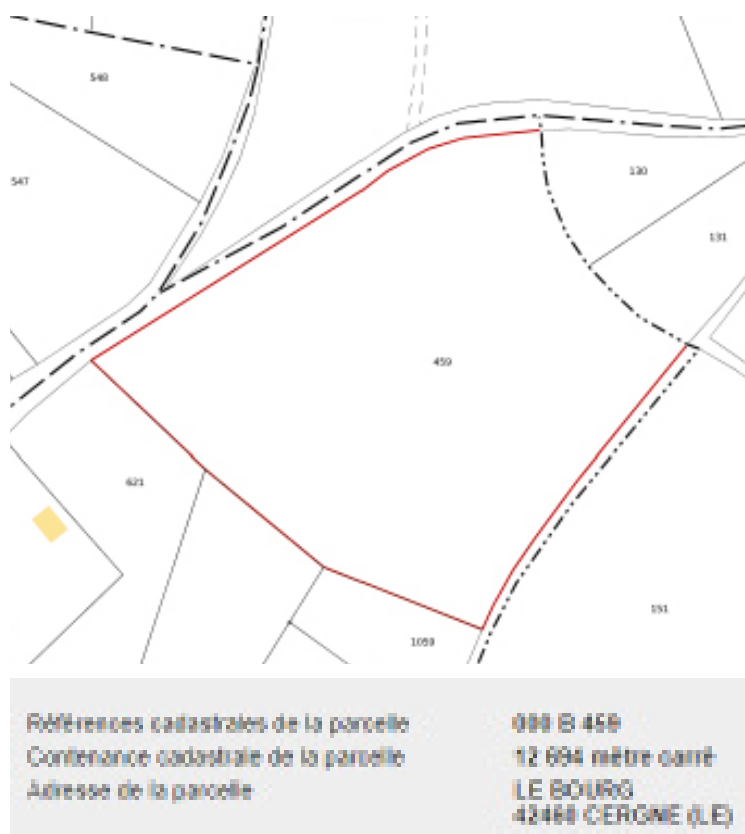 548
547
130
131
459
621
151
1059
Références cadastrales de la parcelle 000 B 459
Contenance cadastrale de la parcelle 12 694 mètre carré
Adresse de la parcelle LE BOURG
42460 CERGNE (LE)